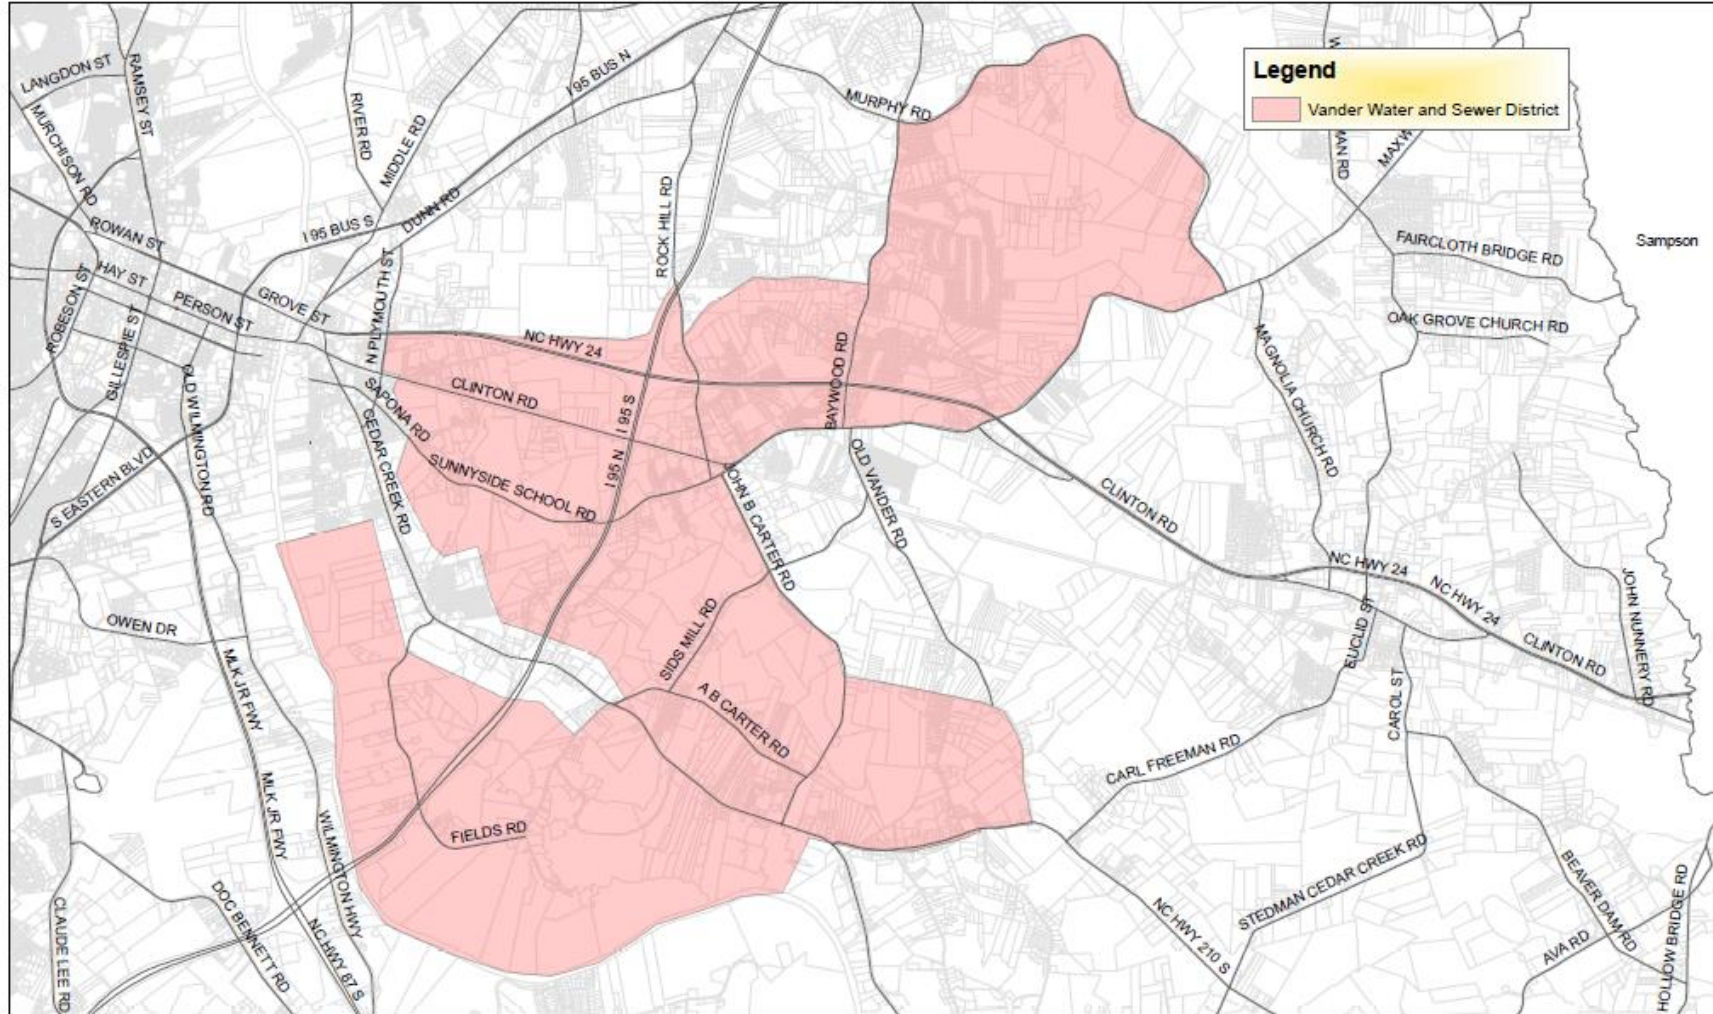 Legend
Vander Water and Sewer District
LANGDON ST
RAMSEY ST
MURCHISON RD
RIVER RD
MIDDLE RD
I 95 BUS N
MURPHY RD
MAN RD
MAXW
ROCK HILL RD
DUNN RD
I 95 BUS S
ROWAN ST
HAY ST
N PLYMOUTH ST
GROVE ST
PERSON ST
ROBESON ST
GILLESPIE ST
FAIRCLOTH BRIDGE RD
Sampson
OAK GROVE CHURCH RD
NC HWY 24
BAYWOOD RD
MAGNOLIA CHURCH RD
CLINTON RD
SAPONA RD
I 95 S
I 95 N
OLD WILMINGTON RD
CEDAR CREEK RD
SUNNYSIDE SCHOOL RD
S EASTERN BLVD
JOHN B CARTER RD
OLD VANDER RD
CLINTON RD
NC HWY 24
NC HWY 24
JOHN NUNNERY RD
CLINTON RD
EUCLID ST
OWEN DR
SIDS MILL RD
MLK JR FWY
A B CARTER RD
CAROL ST
CARL FREEMAN RD
MLK JR FWY
WILMINGTON HWY
FIELDS RD
STEDMAN CEDAR CREEK RD
BEAVER DAM RD
CLAUDE LEE RD
DOC BENNETT RD
NC HWY 87 S
NC HWY 210 S
AVA RD
HOLLOW BRIDGE RD